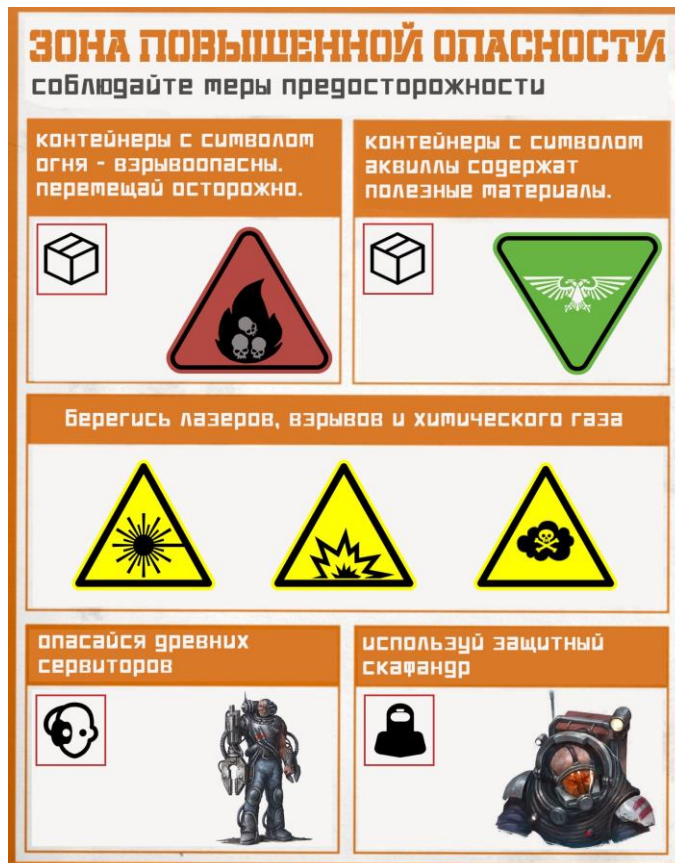 ЗОНА ПОВЫШЕННОЙ ОПАСНОСТИ
соблюдайте меры предосторожности
контейнеры с символом
огня - взрывоопасны.
перемещай осторожно.
контейнеры с символом
аквиллы содержат
полезные материалы.
Берегись лазеров, взрывов и химического газа
опасайся древних
сервиторов
используй защитный
скафандр